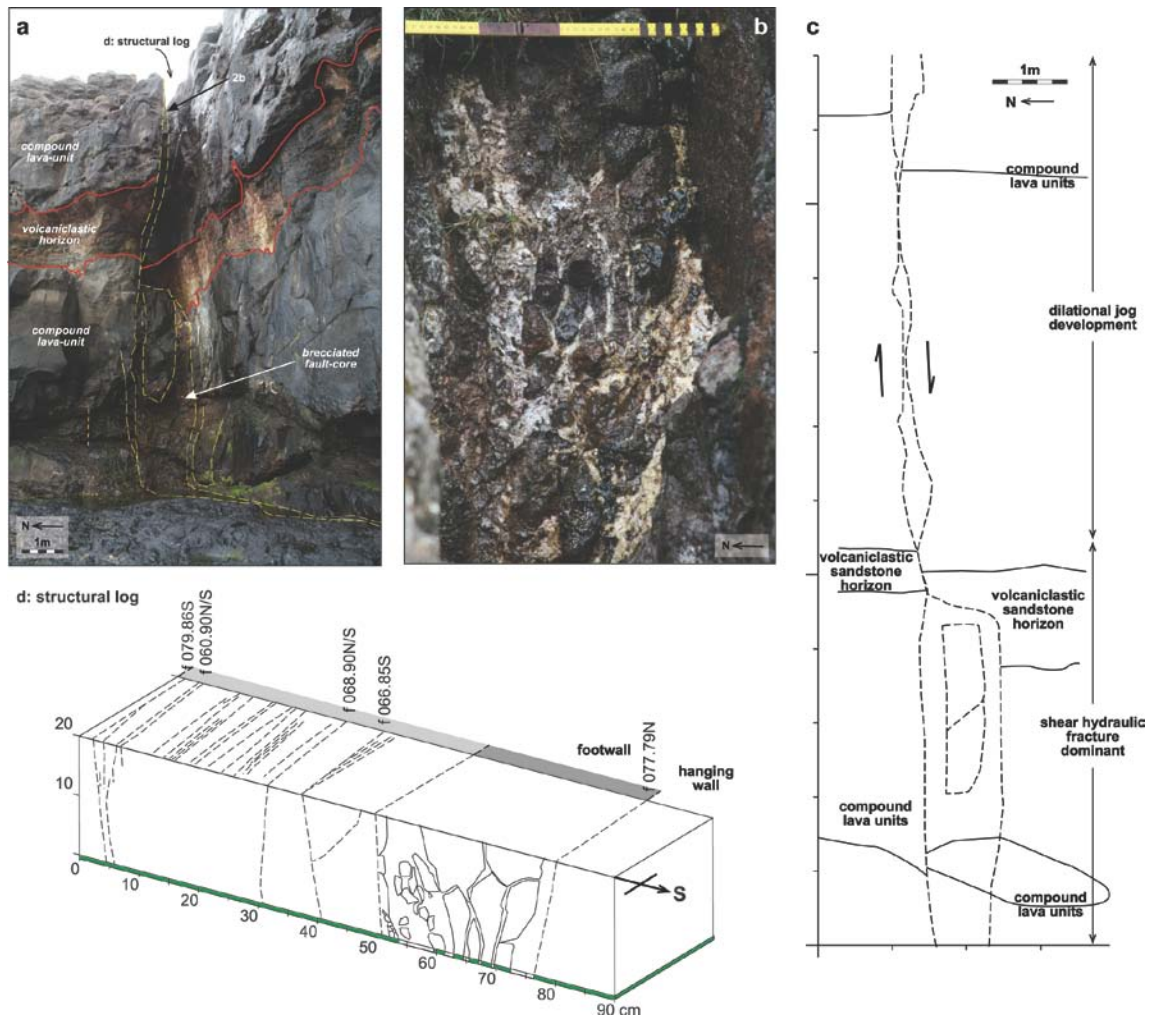 a
d: structural log
2b
compound
lava-unit
volcaniclastic
horizon
compound
lava-unit
brecciated
fault-core
N
1m
b
N
c
1m
N
compound
lava units
dilational jog
development
volcaniclastic
sandstone
horizon
volcaniclastic
sandstone
horizon
shear hydraulic
fracture
dominant
compound
lava units
compound
lava units
d: structural log
f 079.86S
f 060.90N/S
f 068.90N/S
f 066.85S
f 077.79N
footwall
hanging
wall
20
10
0
0
10
20
30
40
50
60
70
80
90 cm
S